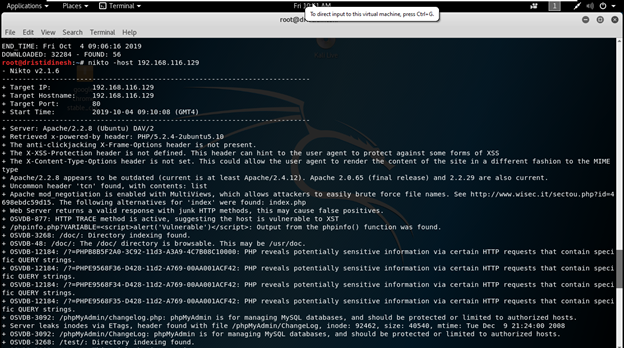 Applications Places Terminal Fri 10: 1
To direct input to this virtual machine, press Ctrl+G.
root@dri
File Edit View Search Terminal Help
END_TIME: Fri Oct 4 09:06:16 2019
DOWNLOADED: 32284 - FOUND: 56
root@dristidinesh:~# nikto -host 192.168.116.129
- Nikto v2.1.6
---------------------------------------------------------------------------
+ Target IP: 192.168.116.129
+ Target Hostname: 192.168.116.129
+ Target Port: 80
+ Start Time: 2019-10-04 09:10:08 (GMT4)
---------------------------------------------------------------------------
+ Server: Apache/2.2.8 (Ubuntu) DAV/2
+ Retrieved x-powered-by header: PHP/5.2.4-2ubuntu5.10
+ The anti-clickjacking X-Frame-Options header is not present.
+ The X-XSS-Protection header is not defined. This header can hint to the user agent to protect against some forms of XSS
+ The X-Content-Type-Options header is not set. This could allow the user agent to render the content of the site in a different fashion to the MIME
type
+ Apache/2.2.8 appears to be outdated (current is at least Apache/2.4.12). Apache 2.0.65 (final release) and 2.2.29 are also current.
+ Uncommon header 'tcn' found, with contents: list
+ Apache mod_negotiation is enabled with MultiViews, which allows attackers to easily brute force file names. See http://www.wisec.it/sectou.php?id=4
698ebdc59d15. The following alternatives for 'index' were found: index.php
+ Web Server returns a valid response with junk HTTP methods, this may cause false positives.
+ OSVDB-877: HTTP TRACE method is active, suggesting the host is vulnerable to XST
+ /phpinfo.php?VARIABLE=<script>alert('Vulnerable')</script>: Output from the phpinfo() function was found.
+ OSVDB-3268: /doc/: Directory indexing found.
+ OSVDB-48: /doc/: The /doc/ directory is browsable. This may be /usr/doc.
+ OSVDB-12184: /?=PHPB8B5F2A0-3C92-11d3-A3A9-4C7B08C10000: PHP reveals potentially sensitive information via certain HTTP requests that contain speci
fic QUERY strings.
+ OSVDB-12184: /?=PHPE9568F36-D428-11d2-A769-00AA001ACF42: PHP reveals potentially sensitive information via certain HTTP requests that contain speci
fic QUERY strings.
+ OSVDB-12184: /?=PHPE9568F34-D428-11d2-A769-00AA001ACF42: PHP reveals potentially sensitive information via certain HTTP requests that contain speci
fic QUERY strings.
+ OSVDB-12184: /?=PHPE9568F35-D428-11d2-A769-00AA001ACF42: PHP reveals potentially sensitive information via certain HTTP requests that contain speci
fic QUERY strings.
+ OSVDB-3092: /phpMyAdmin/changelog.php: phpMyAdmin is for managing MySQL databases, and should be protected or limited to authorized hosts.
+ Server leaks inodes via ETags, header found with file /phpMyAdmin/ChangeLog, inode: 92462, size: 40540, mtime: Tue Dec 9 21:24:00 2008
+ OSVDB-3092: /phpMyAdmin/ChangeLog: phpMyAdmin is for managing MySQL databases, and should be protected or limited to authorized hosts.
+ OSVDB-3268: /test/: Directory indexing found.